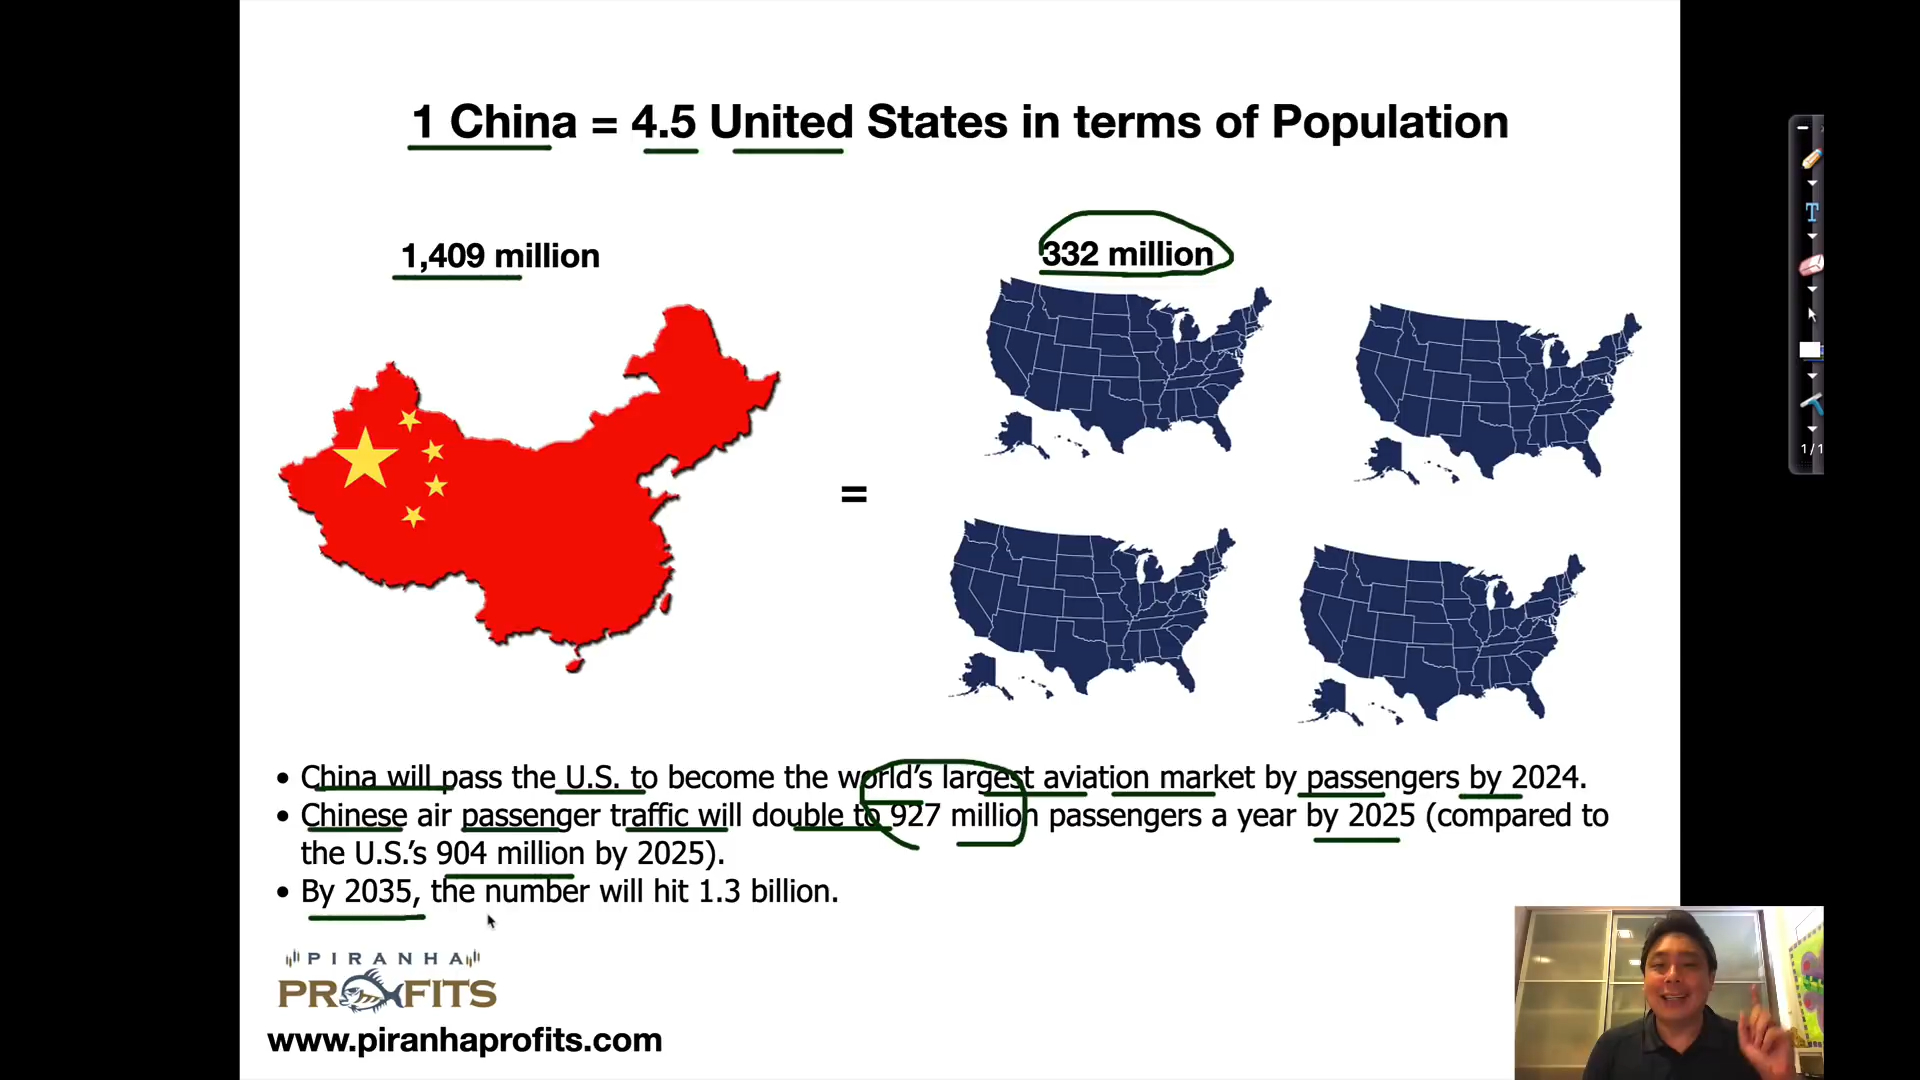 1 China = 4.5 United States in terms of Population
1,409 million
332 million
=
• China will pass the U.S. to become the world’s largest aviation market by passengers by 2024.
• Chinese air passenger traffic will double to 927 million passengers a year by 2025 (compared to
the U.S.’s 904 million by 2025).
• By 2035, the number will hit 1.3 billion.
PIRANHA
PROFITS
www.piranhaprofits.com
T
1/1